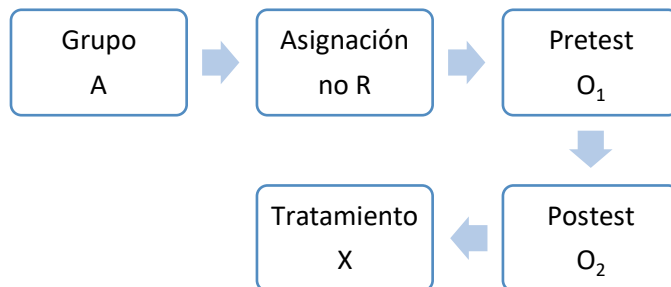 Grupo
A
Asignación
no R
Pretest
O₁
Postest
O₂
Tratamiento
X